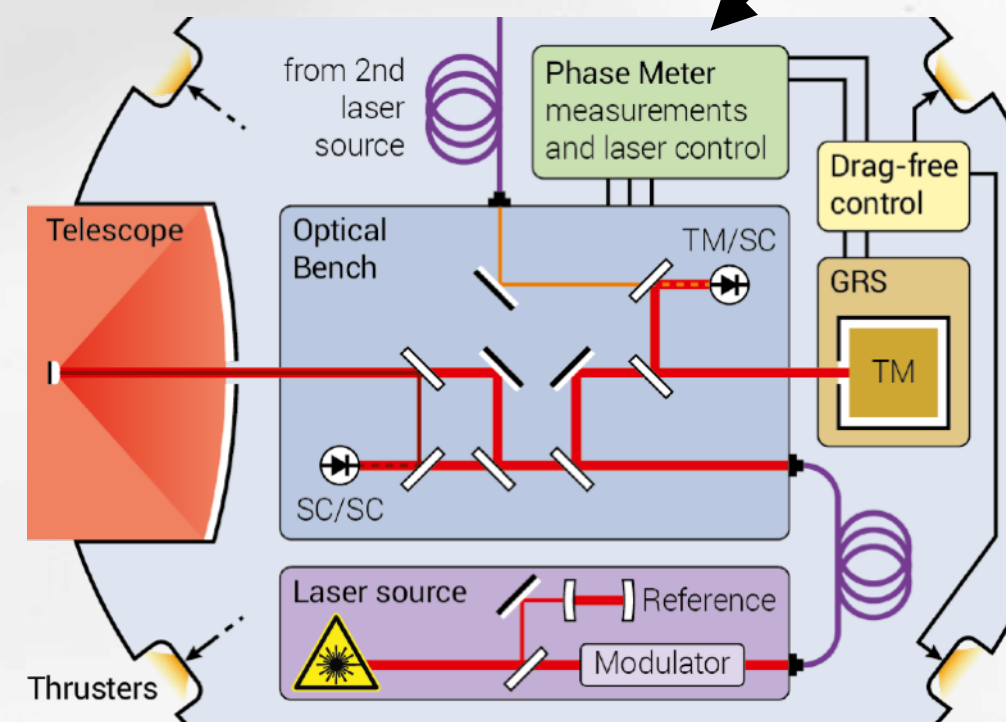 from 2nd
laser
source
Phase Meter
measurements
and laser control
Drag-free
control
Telescope
Optical
Bench
TM/SC
GRS
TM
SC/SC
Laser source
Reference
Modulator
Thrusters